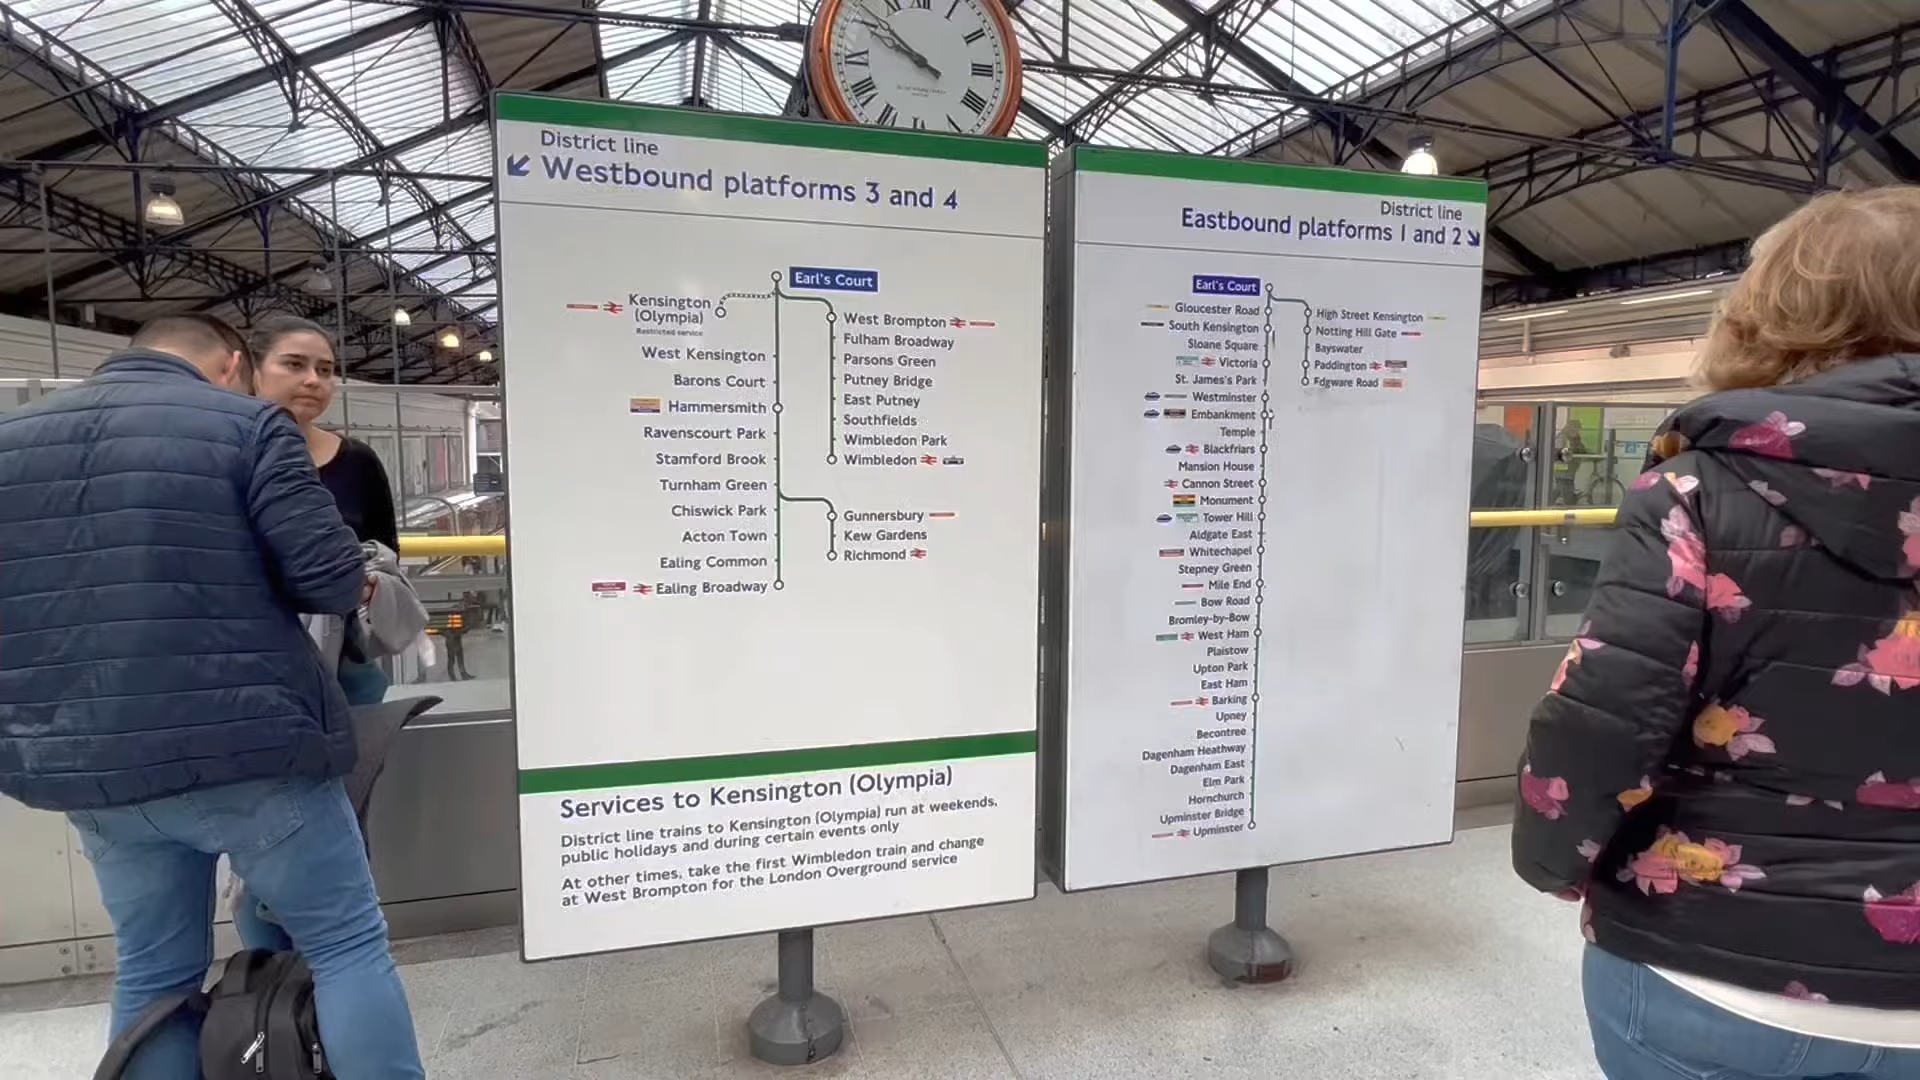 District line
Westbound platforms 3 and 4
Earl's Court
Kensington
(Olympia)
Restricted service
West Kensington
Barons Court
Hammersmith
Ravenscourt Park
Stamford Brook
Turnham Green
Chiswick Park
Acton Town
Ealing Common
Ealing Broadway
West Brompton
Fulham Broadway
Parsons Green
Putney Bridge
East Putney
Southfields
Wimbledon Park
Wimbledon
Gunnersbury
Kew Gardens
Richmond
Services to Kensington (Olympia)
District line trains to Kensington (Olympia) run at weekends,
public holidays and during certain events only
At other times, take the first Wimbledon train and change
at West Brompton for the London Overground service
District line
Eastbound platforms 1 and 2
Earl's Court
Gloucester Road
South Kensington
Sloane Square
Victoria
St. James's Park
Westminster
Embankment
Temple
Blackfriars
Mansion House
Cannon Street
Monument
Tower Hill
Aldgate East
Whitechapel
Stepney Green
Mile End
Bow Road
Bromley-by-Bow
West Ham
Plaistow
Upton Park
East Ham
Barking
Upney
Becontree
Dagenham Heathway
Dagenham East
Elm Park
Hornchurch
Upminster Bridge
Upminster
High Street Kensington
Notting Hill Gate
Bayswater
Paddington
Edgware Road